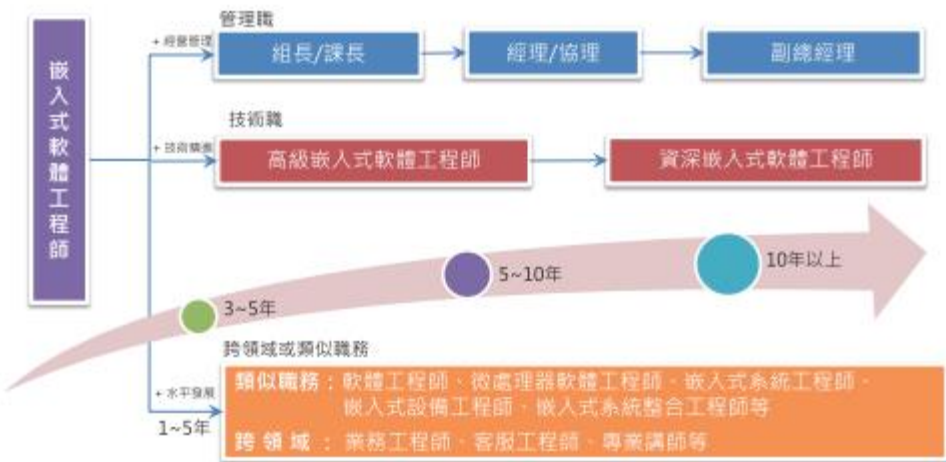 嵌入式軟體工程師
管理職
+ 經營管理
組長/課長
經理/協理
副總經理
技術職
+ 技術精進
高級嵌入式軟體工程師
資深嵌入式軟體工程師
3~5年
5~10年
10年以上
跨領域或類似職務
+ 水平發展
1~5年
類似職務：軟體工程師、微處理器軟體工程師、嵌入式系統工程師、
嵌入式設備工程師、嵌入式系統整合工程師等
跨 領 域 ： 業務工程師、客服工程師、專業講師等